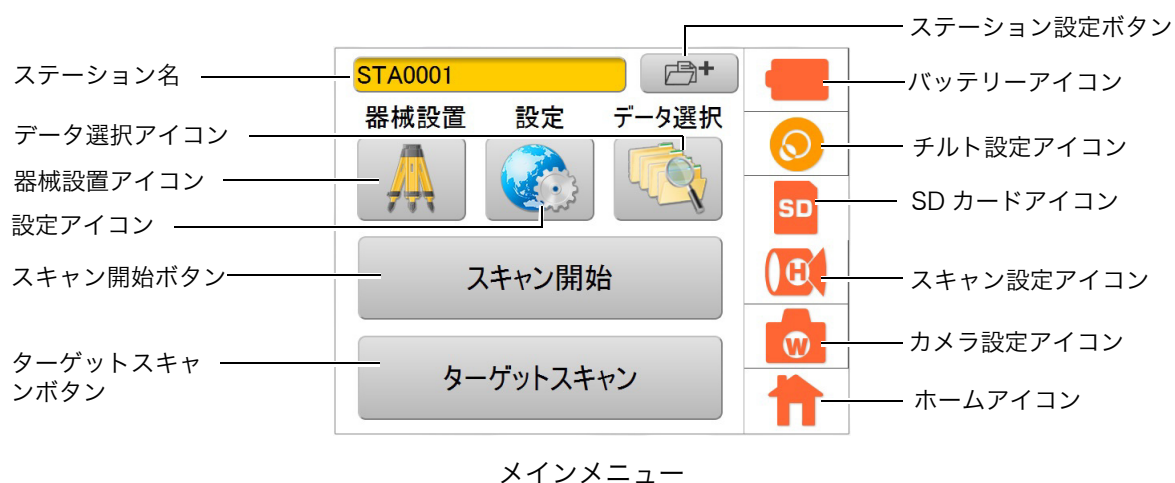 ステーション設定ボタン
ステーション名
STA0001
バッテリーアイコン
器械設置
設定
データ選択
データ選択アイコン
チルト設定アイコン
器械設置アイコン
SD
SD カードアイコン
設定アイコン
スキャン開始ボタン
スキャン開始
H
スキャン設定アイコン
ターゲットスキャ
ンボタン
ターゲットスキャン
W
カメラ設定アイコン
ホームアイコン
メインメニュー